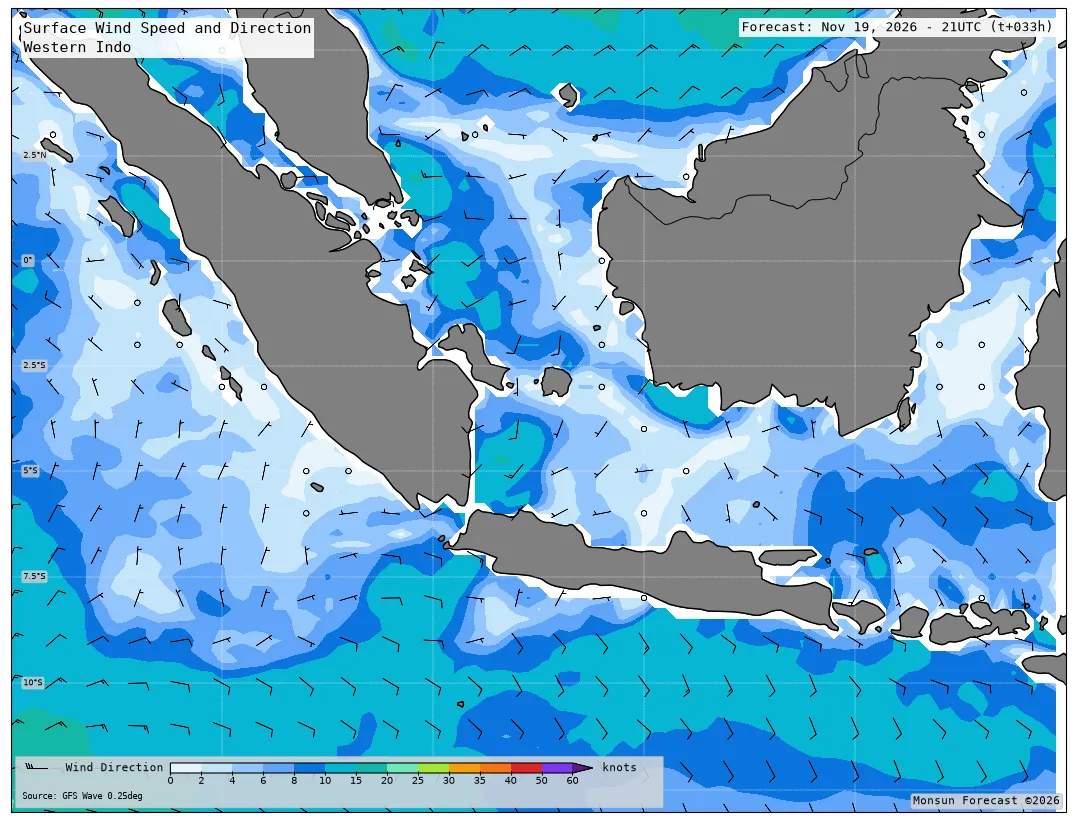 Surface Wind Speed and Direction
Western Indo
Forecast: Nov 19, 2026 - 21UTC (t+033h)
2.5°N
0°
2.5°S
5°S
7.5°S
10°S
Wind Direction
0 2 4 6 8 10 15 20 25 30 35 40 50 60
knots
Source: GFS Wave 0.25deg
Monsun Forecast ©2026